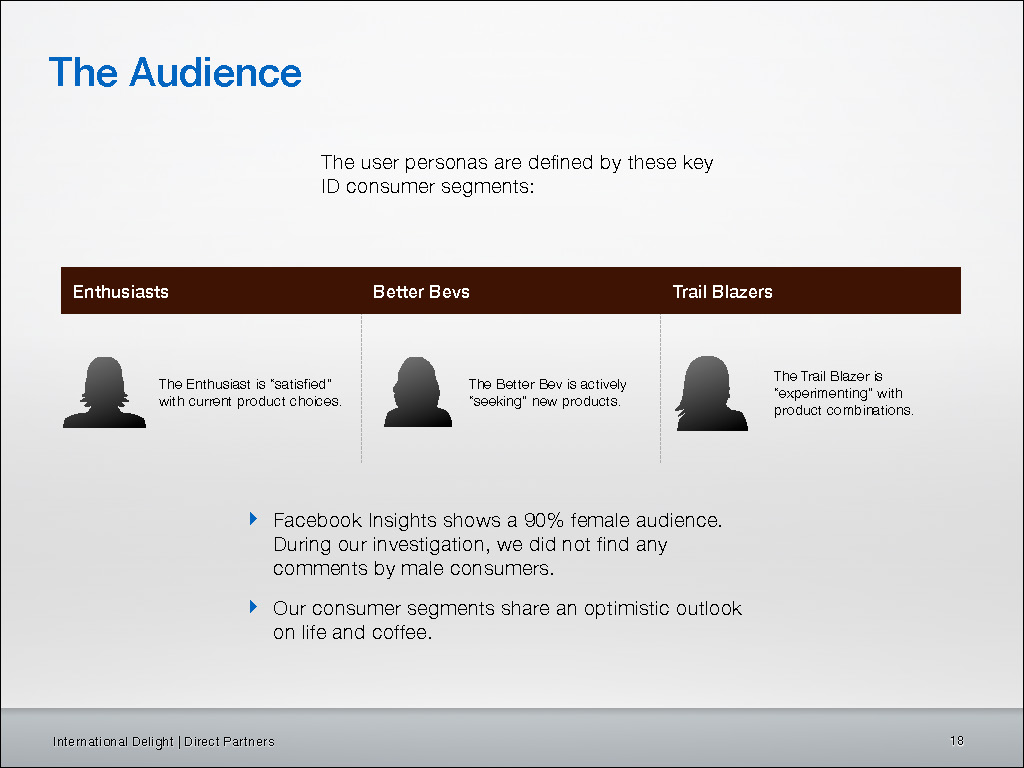 The Audience
The user personas are defined by these key
ID consumer segments:
Enthusiasts
Better Bevs
Trail Blazers
The Enthusiast is “satisfied”
with current product choices.
The Better Bev is actively
“seeking” new products.
The Trail Blazer is
“experimenting” with
product combinations.
Facebook Insights shows a 90% female audience.
During our investigation, we did not find any
comments by male consumers.
Our consumer segments share an optimistic outlook
on life and coffee.
International Delight | Direct Partners
18